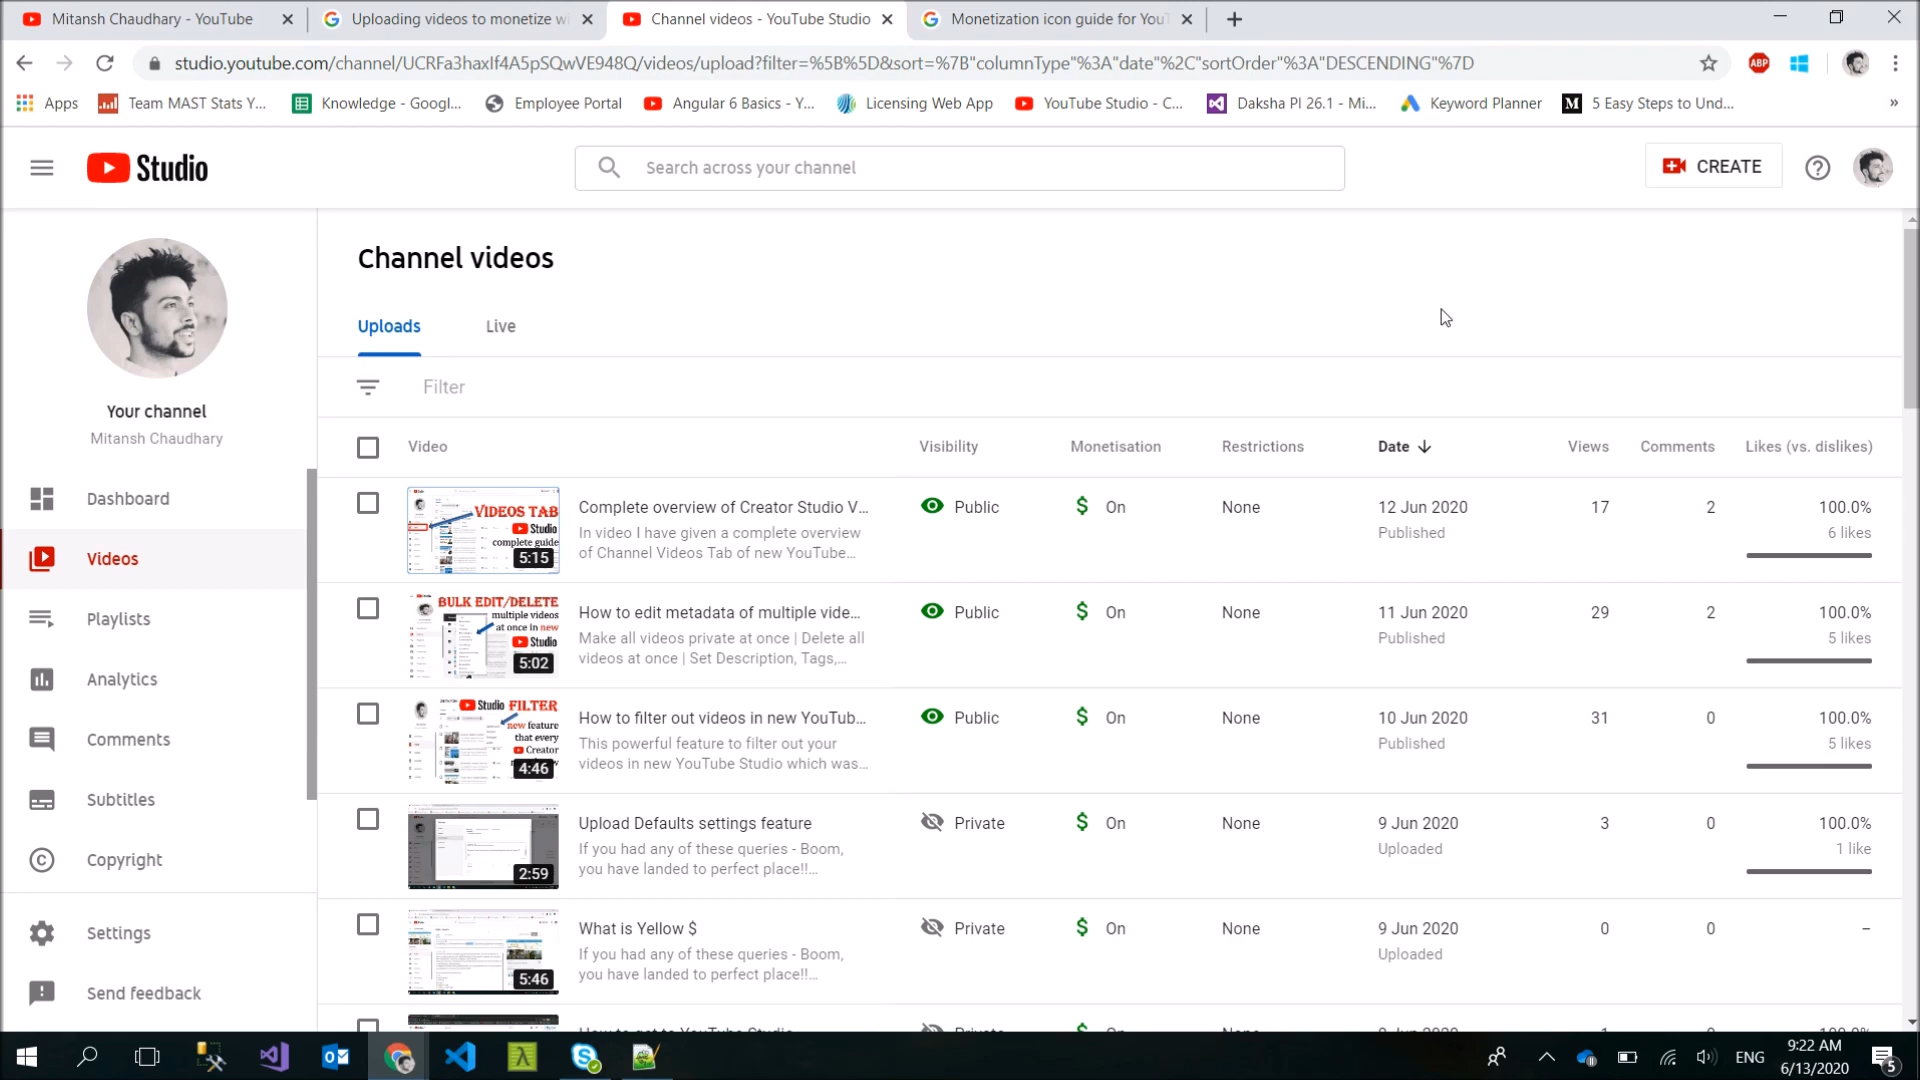 Mitansh Chaudhary - YouTube
Uploading videos to monetize wi
Channel videos - YouTube Studio
Monetization icon guide for YouT
studio.youtube.com/channel/UCRFa3haxIf4A5pSQwVE948Q/videos/upload?filter=%5B%5D&sort=%7B"columnType"%3A"date"%2C"sortOrder"%3A"DESCENDING"%7D
ABP
Apps
Team MAST Stats Y...
Knowledge - Googl...
Employee Portal
Angular 6 Basics - Y...
Licensing Web App
YouTube Studio - C...
Daksha PI 26.1 - Mi...
Keyword Planner
M
5 Easy Steps to Und...
»
Studio
Search across your channel
CREATE
Your channel
Mitansh Chaudhary
Dashboard
Videos
Playlists
Analytics
Comments
Subtitles
Copyright
Settings
Send feedback
Channel videos
Uploads
Live
Filter
Video
Visibility
Monetisation
Restrictions
Date
Views
Comments
Likes (vs. dislikes)
VIDEOS TAB
Studio
complete guide
5:15
Complete overview of Creator Studio V...
In video I have given a complete overview
of Channel Videos Tab of new YouTube...
Public
$ On
None
12 Jun 2020
Published
17
2
100.0%
6 likes
BULK EDIT/DELETE
multiple videos
at once in new
Studio
5:02
How to edit metadata of multiple vide...
Make all videos private at once | Delete all
videos at once | Set Description, Tags,...
Public
$ On
None
11 Jun 2020
Published
29
2
100.0%
5 likes
Studio FILTER
new feature
that every
Creator
4:46
How to filter out videos in new YouTub...
This powerful feature to filter out your
videos in new YouTube Studio which was...
Public
$ On
None
10 Jun 2020
Published
31
0
100.0%
5 likes
2:59
Upload Defaults settings feature
If you had any of these queries - Boom,
you have landed to perfect place!!...
Private
$ On
None
9 Jun 2020
Uploaded
3
0
100.0%
1 like
5:46
What is Yellow $
If you had any of these queries - Boom,
you have landed to perfect place!!...
Private
$ On
None
9 Jun 2020
Uploaded
0
0
–
ENG
9:22 AM
6/13/2020
5